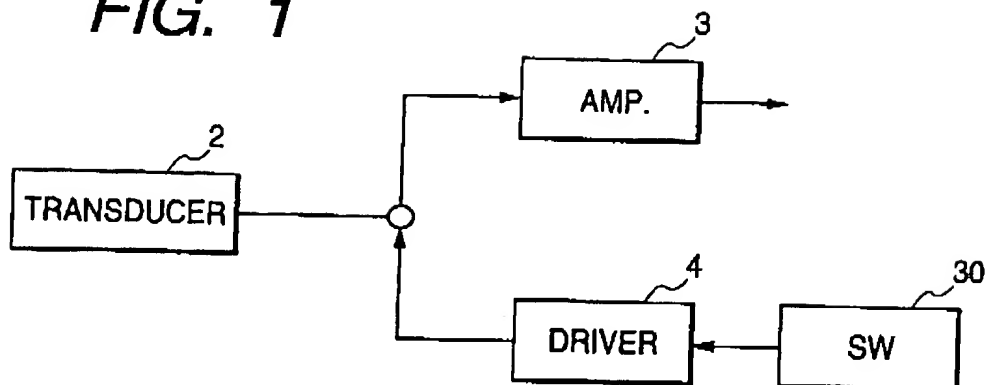 FIG. 1
3
AMP.
2
TRANSDUCER
4
30
DRIVER
SW